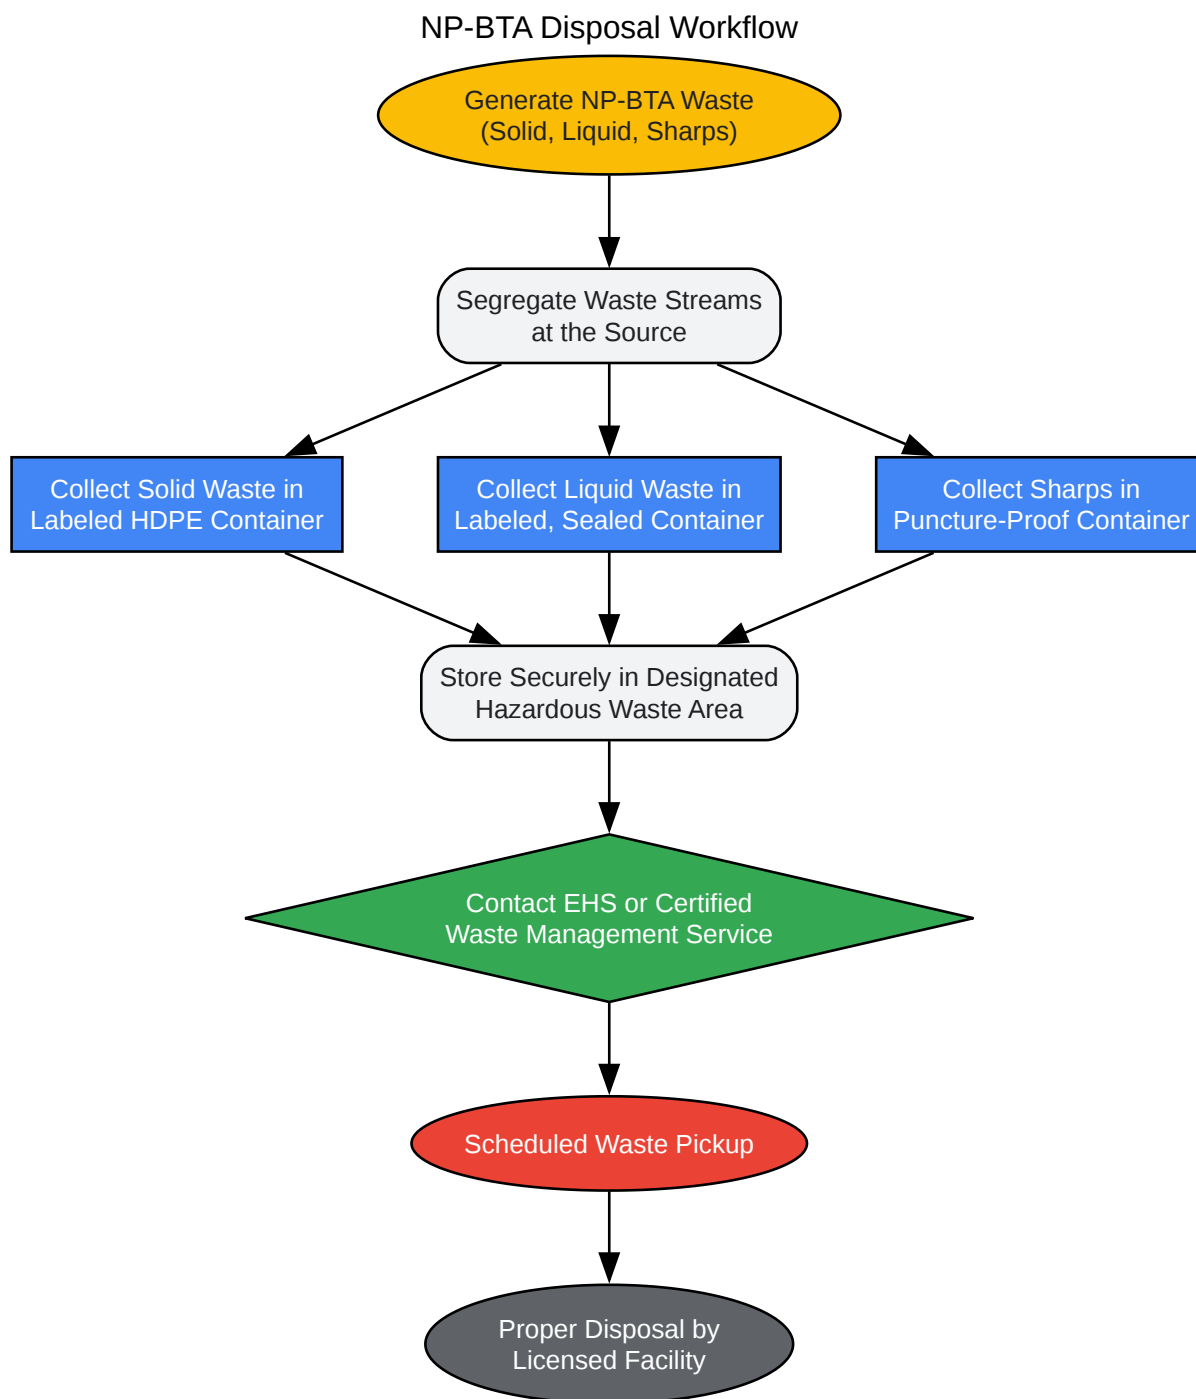 NP-BTA Disposal Workflow
Generate NP-BTA Waste
(Solid, Liquid, Sharps)
Segregate Waste Streams
at the Source
Collect Solid Waste in
Labeled HDPE Container
Collect Liquid Waste in
Labeled, Sealed Container
Collect Sharps in
Puncture-Proof Container
Store Securely in Designated
Hazardous Waste Area
Contact EHS or Certified
Waste Management Service
Scheduled Waste Pickup
Proper Disposal by
Licensed Facility